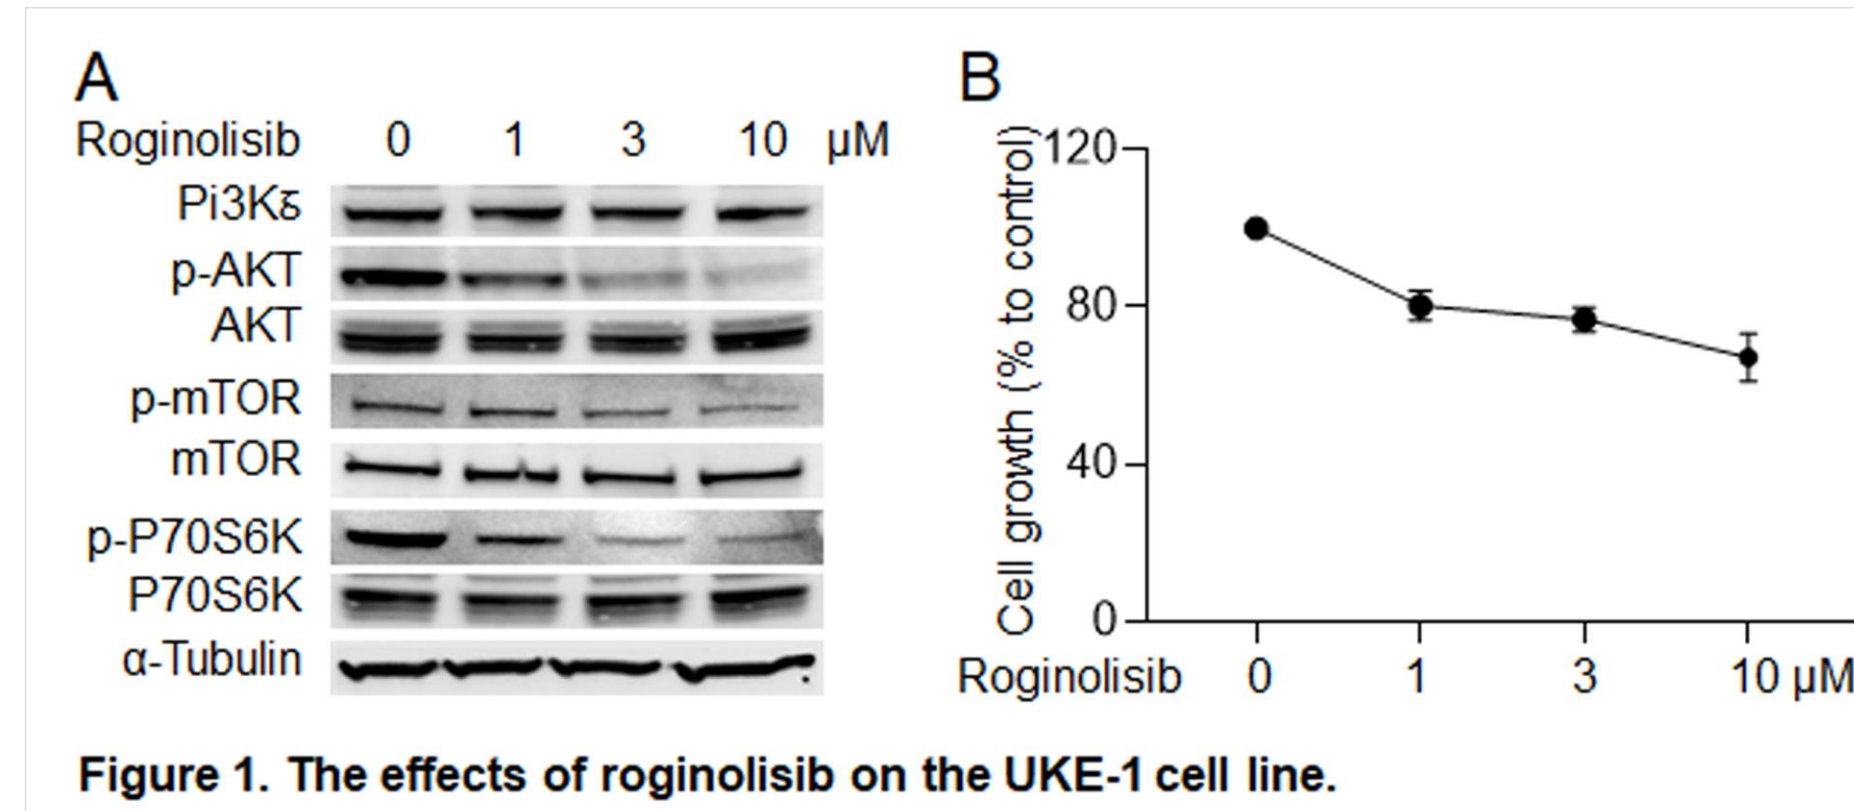 A
Roginolisib 0 1 3 10 µM
Pi3Kδ
p-AKT
AKT
p-mTOR
mTOR
p-P70S6K
P70S6K
α-Tubulin
B
Cell growth (% to control)
120
80
40
0
Roginolisib 0 1 3 10 µM
Figure 1. The effects of roginolisib on the UKE-1 cell line.